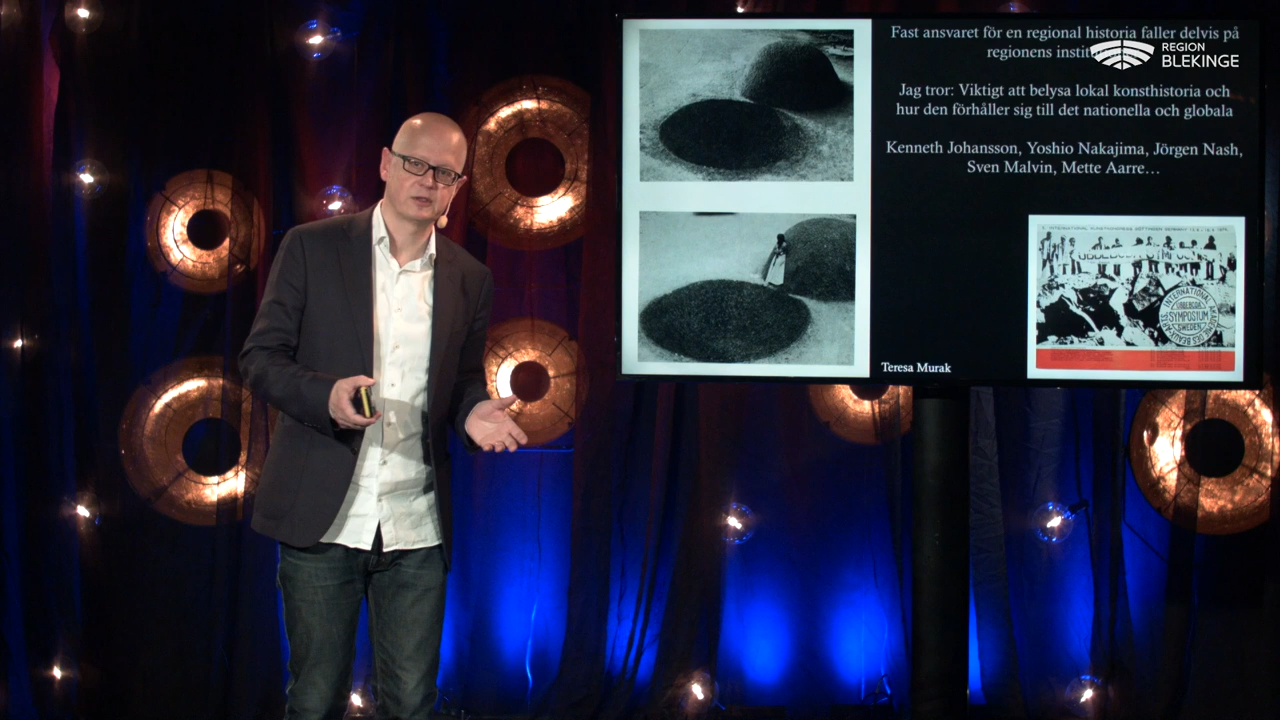 Fast ansvaret för en regional historia faller delvis på
regionens
REGION
BLEKINGE
Jag tror: Viktigt att belysa lokal konsthistoria och
hur den förhåller sig till det nationella och globala
Kenneth Johansson, Yoshio Nakajima, Jörgen Nash,
Sven Malvin, Mette Aarre…
Teresa Murak
INTERNATIONAL
UBBEBODA
SYMPOSIUM
SWEDEN